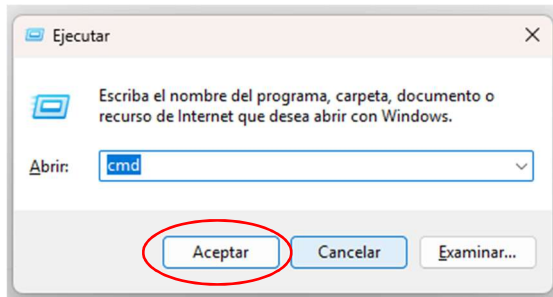 Ejecutar
Escriba el nombre del programa, carpeta, documento o
recurso de Internet que desea abrir con Windows.
Abrir: cmd
Aceptar Cancelar Examinar...